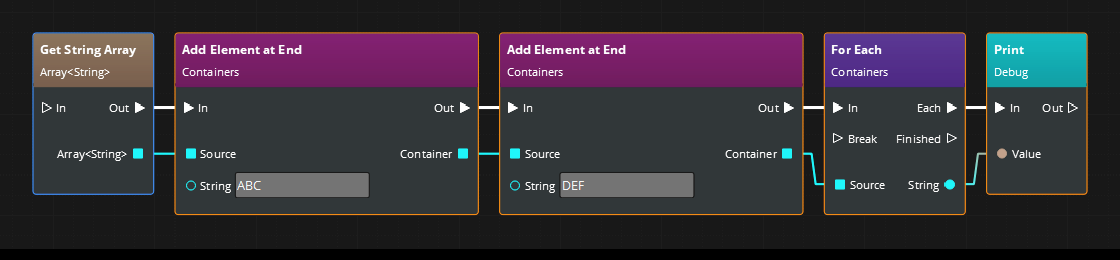 Get String Array
Array<String>
In Out
Array<String>
Add Element at End
Containers
In Out
Source Container
String ABC
Add Element at End
Containers
In Out
Source Container
String DEF
For Each
Containers
In Each
Break Finished
Source String
Print
Debug
In Out
Value